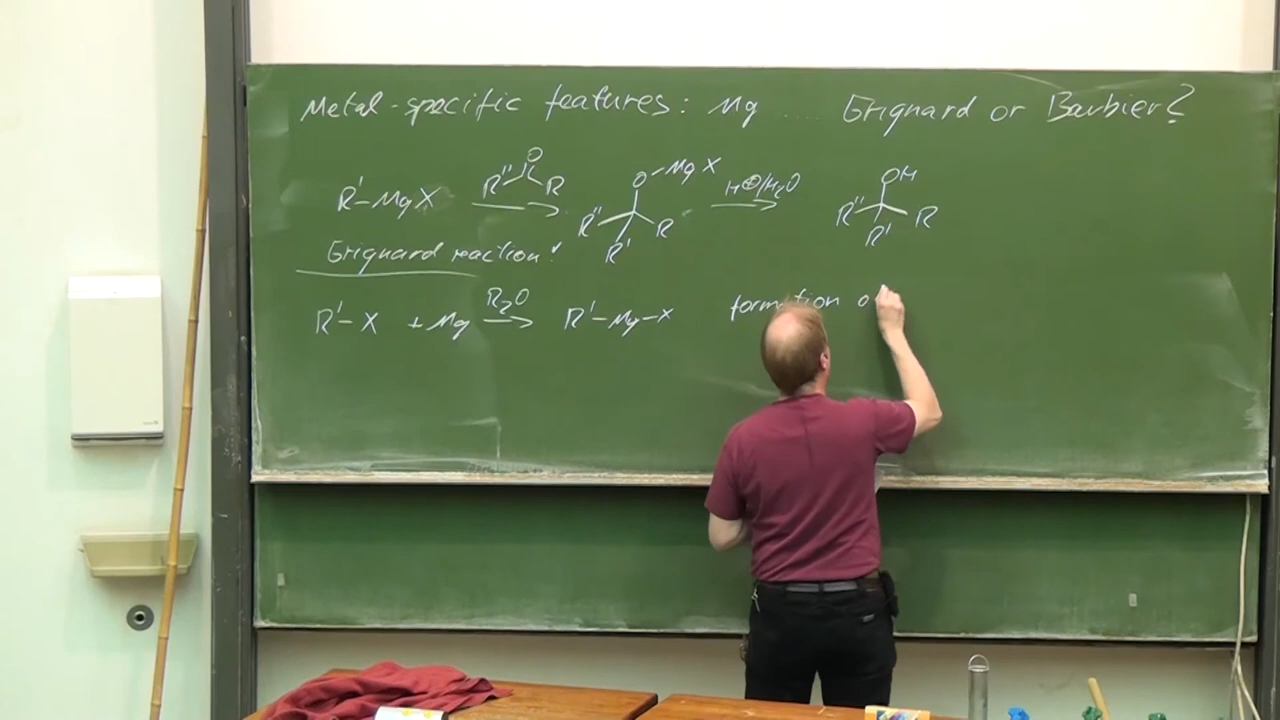 Metal-specific features: Mg .... Grignard or Barbier?
R'-MgX R'' O R O-MgX R'' R' R H⊕/H2O OH R'' R' R
Grignard reaction!
R'-X + Mg R2O R'-Mg-X formation o